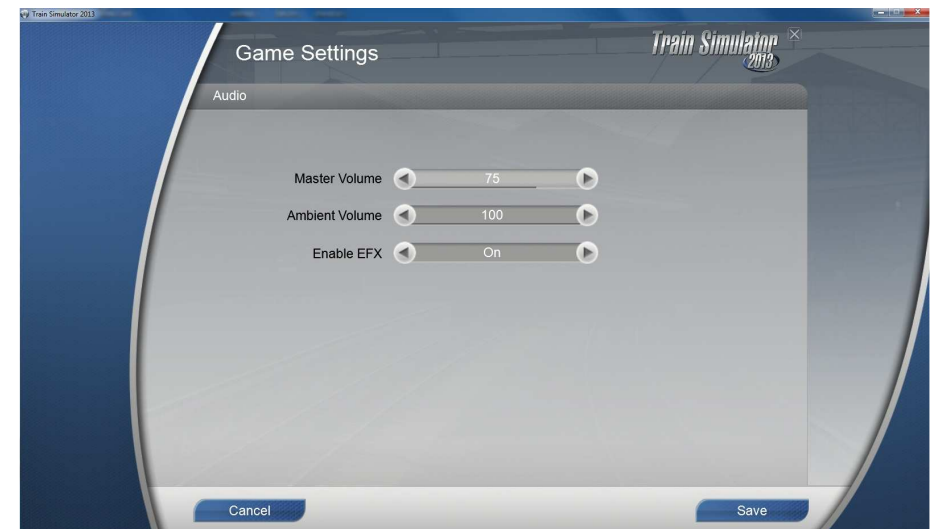 Train Simulator 2013
Game Settings
Train Simulator
2013
Audio
Master Volume 75
Ambient Volume 100
Enable EFX On
Cancel
Save